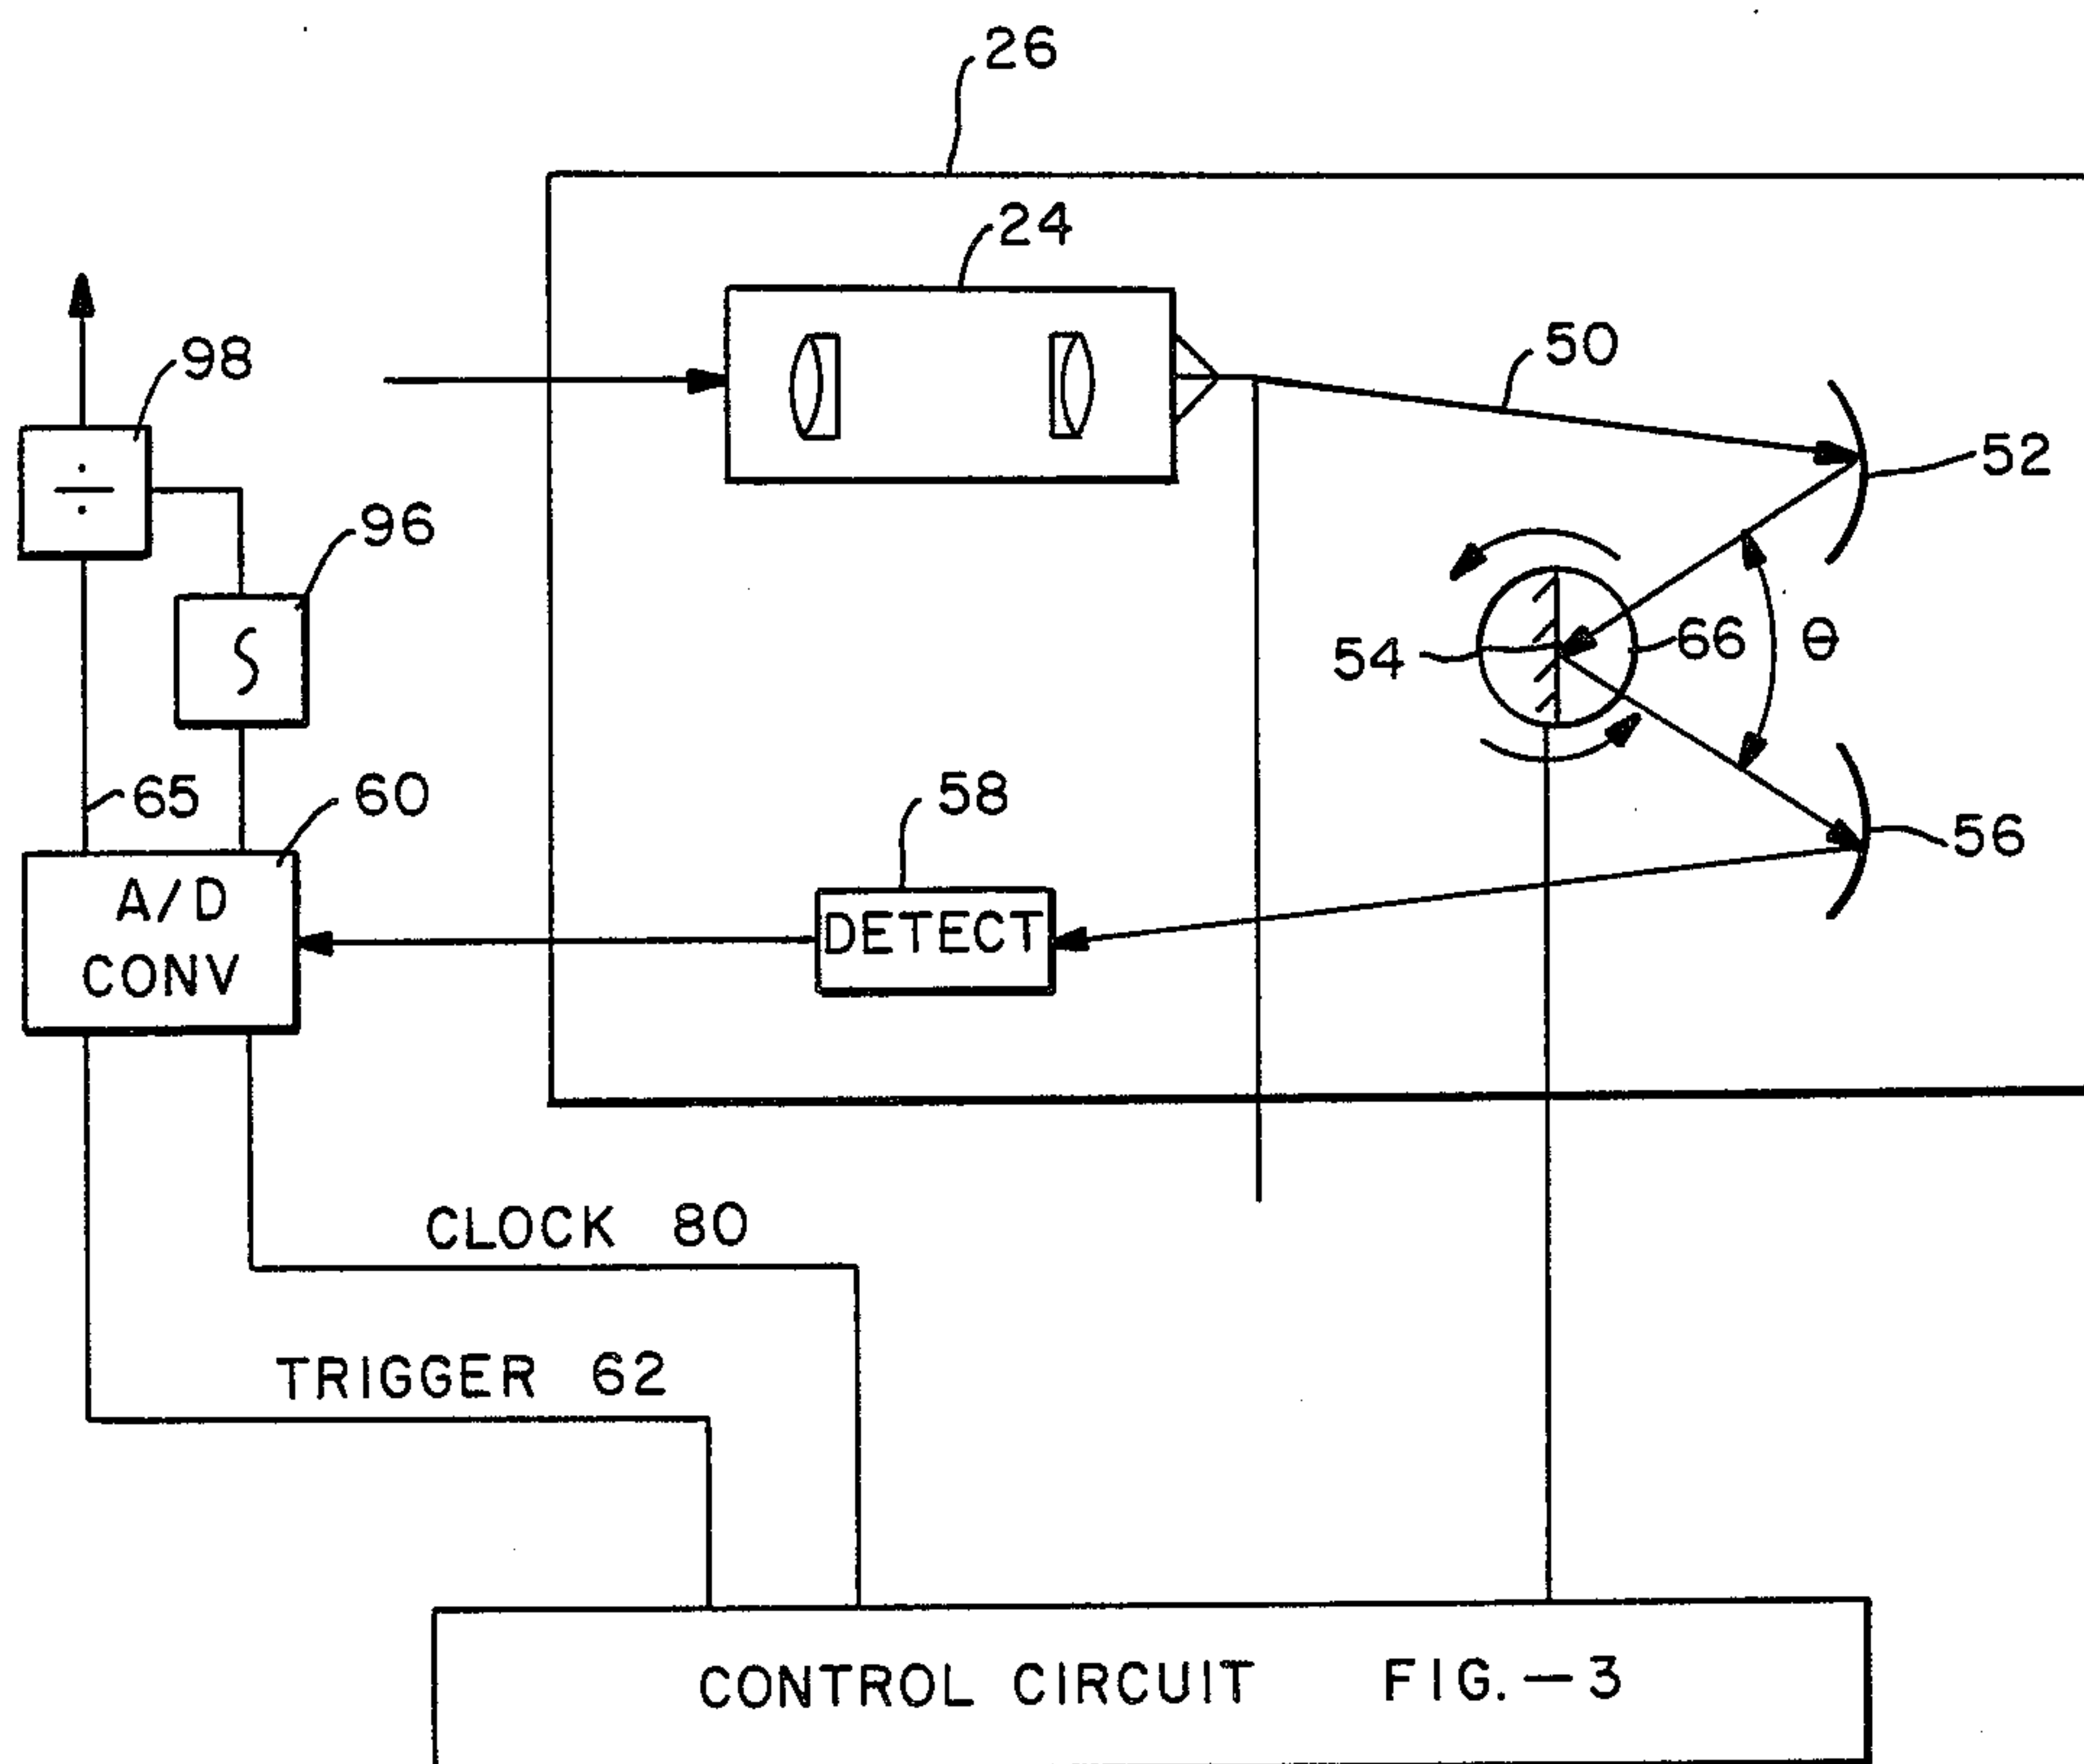 26
24
50
98
52
96
54
66 θ
58
65
60
56
A/D
CONV
DETECT
÷
S
CLOCK 80
TRIGGER 62
CONTROL CIRCUIT FIG.—3